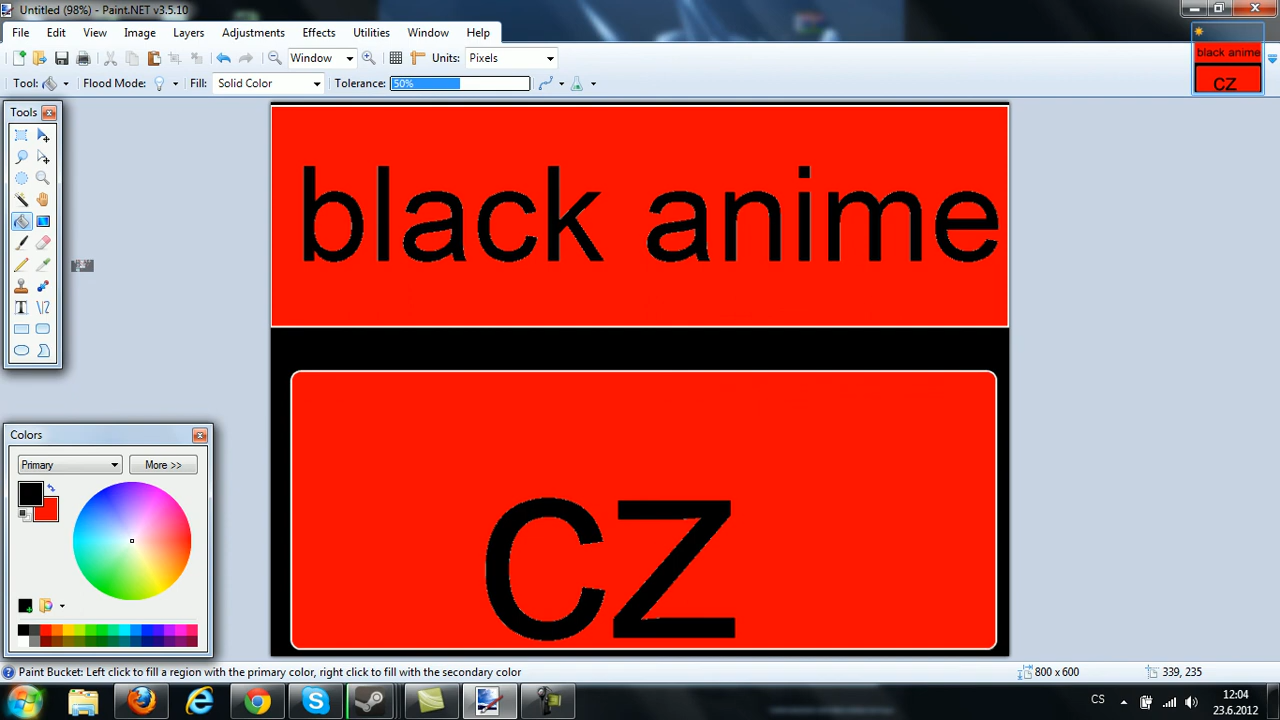 Untitled (98%) - Paint.NET v3.5.10
File Edit View Image Layers Adjustments Effects Utilities Window Help
Window Units: Pixels
Tool: Flood Mode: Fill: Solid Color Tolerance: 50%
black anime
cz
Tools
black anime
cz
Colors
Primary More >>
Paint Bucket: Left click to fill a region with the primary color, right click to fill with the secondary color 800 x 600 339, 235
CS 12:04
23.6.2012